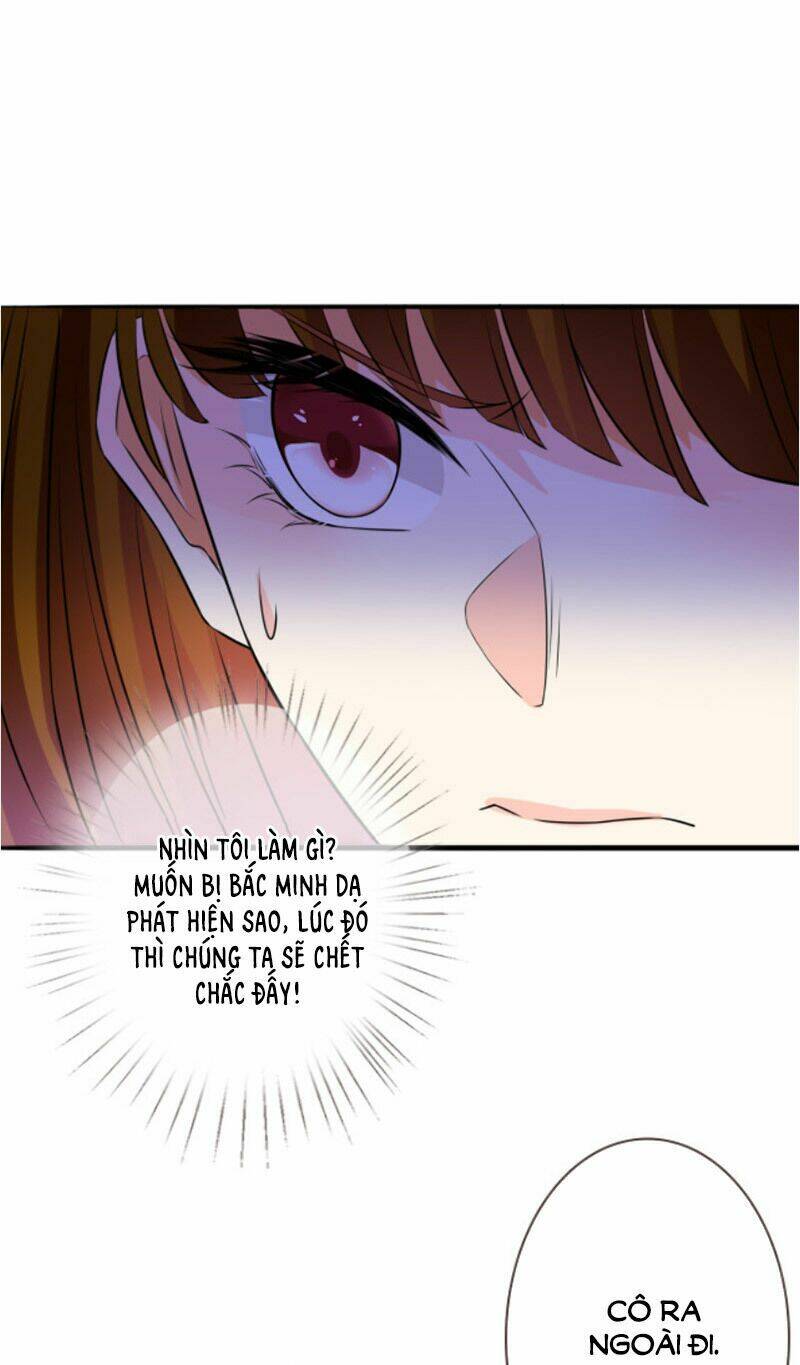 NHÌN TÔI LÀM GÌ?
MUỐN BỊ BẮC MINH DẠ
PHÁT HIỆN SAO, LÚC ĐÓ
THÌ CHÚNG TA SẼ CHẾT
CHẮC ĐẤY!
CÔ RA
NGOÀI ĐI.